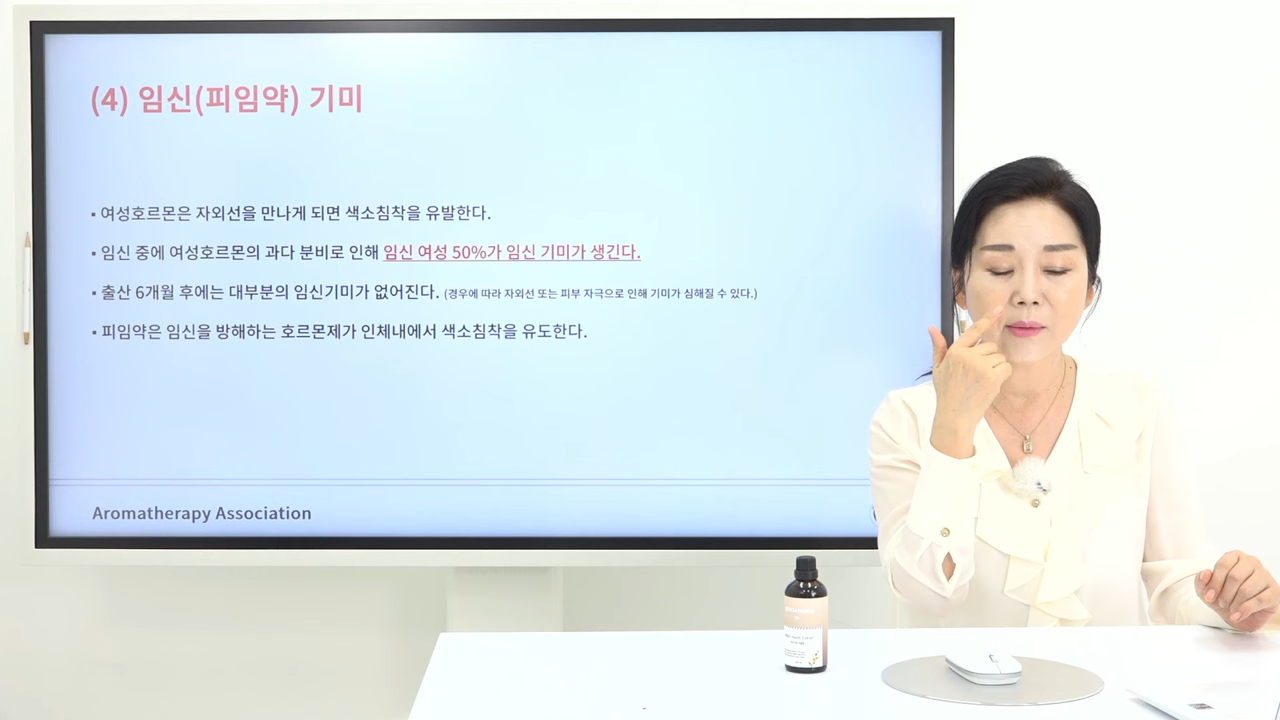 (4) 임신(피임약) 기미
▪ 여성호르몬은 자외선을 만나게 되면 색소침착을 유발한다.
▪ 임신 중에 여성호르몬의 과다 분비로 인해 임신 여성 50%가 임신 기미가 생긴다.
▪ 출산 6개월 후에는 대부분의 임신기미가 없어진다. (경우에 따라 자외선 또는 피부 자극으로 인해 기미가 심해질 수 있다.)
▪ 피임약은 임신을 방해하는 호르몬제가 인체내에서 색소침착을 유도한다.
Aromatherapy Association